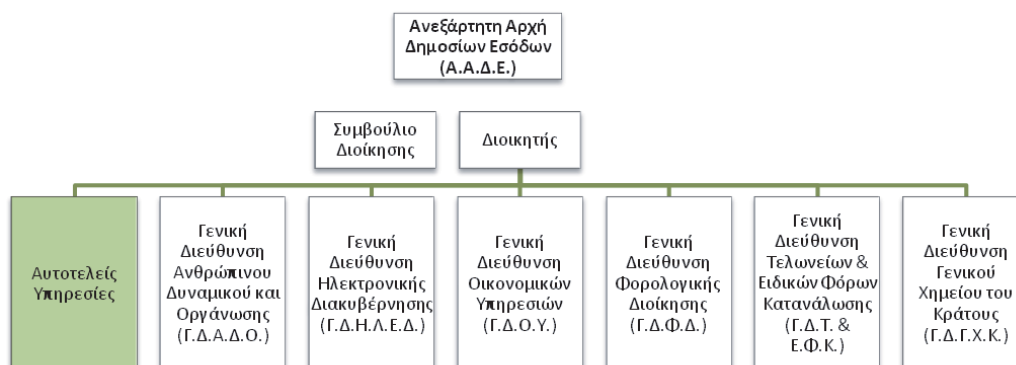 Ανεξάρτητη Αρχή
Δημοσίων Εσόδων
(Α.Α.Δ.Ε.)
Συμβούλιο
Διοίκησης
Διοικητής
Αυτοτελείς
Υπηρεσίες
Γενική
Διεύθυνση
Ανθρώπινου
Δυναμικού και
Οργάνωσης
(Γ.Δ.Α.Δ.Ο.)
Γενική
Διεύθυνση
Ηλεκτρονικής
Διακυβέρνησης
(Γ.Δ.Η.Λ.Ε.Δ.)
Γενική
Διεύθυνση
Οικονομικών
Υπηρεσιών
(Γ.Δ.Ο.Υ.)
Γενική
Διεύθυνση
Φορολογικής
Διοίκησης
(Γ.Δ.Φ.Δ.)
Γενική
Διεύθυνση
Τελωνείων &
Ειδικών Φόρων
Κατανάλωσης
(Γ.Δ.Τ. &
Ε.Φ.Κ.)
Γενική
Διεύθυνση
Γενικού
Χημείου του
Κράτους
(Γ.Δ.Γ.Χ.Κ.)